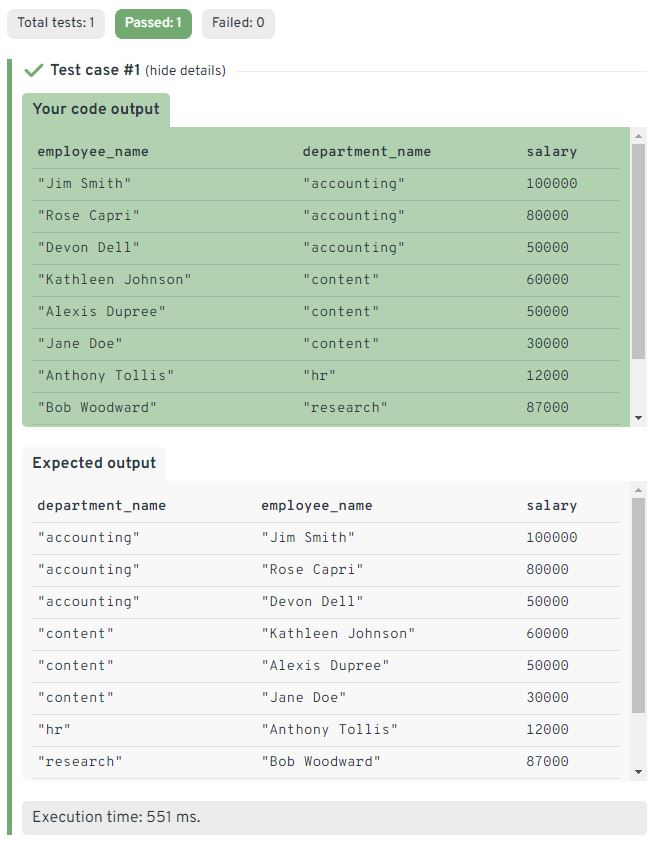 Total tests: 1 Passed: 1 Failed: 0
Test case #1 (hide details)
Your code output
employee_name department_name salary
"Jim Smith" "accounting" 100000
"Rose Capri" "accounting" 80000
"Devon Dell" "accounting" 50000
"Kathleen Johnson" "content" 60000
"Alexis Dupree" "content" 50000
"Jane Doe" "content" 30000
"Anthony Tollis" "hr" 12000
"Bob Woodward" "research" 87000
Expected output
department_name employee_name salary
"accounting" "Jim Smith" 100000
"accounting" "Rose Capri" 80000
"accounting" "Devon Dell" 50000
"content" "Kathleen Johnson" 60000
"content" "Alexis Dupree" 50000
"content" "Jane Doe" 30000
"hr" "Anthony Tollis" 12000
"research" "Bob Woodward" 87000
Execution time: 551 ms.